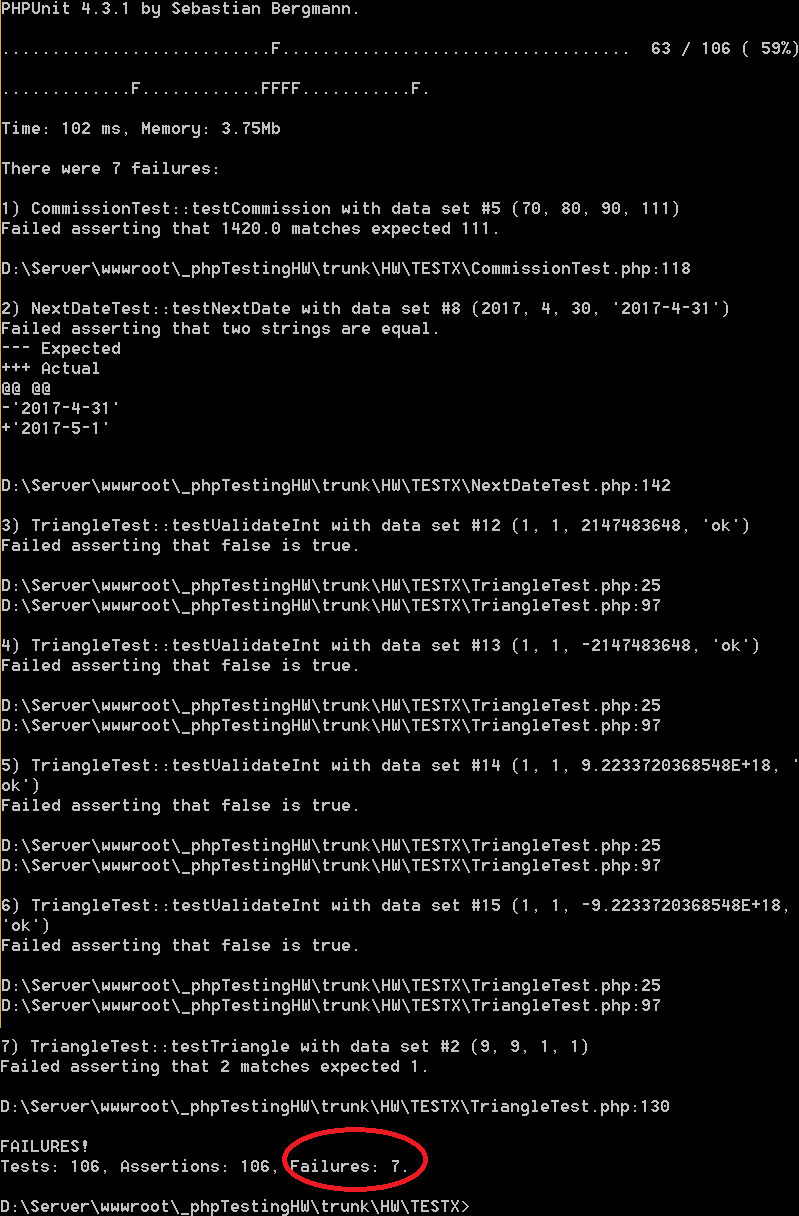 PHPUnit 4.3.1 by Sebastian Bergmann.
...........................F...................................  63 / 106 ( 59%)
.............F............FFFF...........F.
Time: 102 ms, Memory: 3.75Mb
There were 7 failures:
1) CommissionTest::testCommission with data set #5 (70, 80, 90, 111)
Failed asserting that 1420.0 matches expected 111.
D:\Server\wwwroot\_phpTestingHW\trunk\HW\TESTX\CommissionTest.php:118
2) NextDateTest::testNextDate with data set #8 (2017, 4, 30, '2017-4-31')
Failed asserting that two strings are equal.
--- Expected
+++ Actual
@@ @@
-'2017-4-31'
+'2017-5-1'
D:\Server\wwwroot\_phpTestingHW\trunk\HW\TESTX\NextDateTest.php:142
3) TriangleTest::testValidateInt with data set #12 (1, 1, 2147483648, 'ok')
Failed asserting that false is true.
D:\Server\wwwroot\_phpTestingHW\trunk\HW\TESTX\TriangleTest.php:25
D:\Server\wwwroot\_phpTestingHW\trunk\HW\TESTX\TriangleTest.php:97
4) TriangleTest::testValidateInt with data set #13 (1, 1, -2147483648, 'ok')
Failed asserting that false is true.
D:\Server\wwwroot\_phpTestingHW\trunk\HW\TESTX\TriangleTest.php:25
D:\Server\wwwroot\_phpTestingHW\trunk\HW\TESTX\TriangleTest.php:97
5) TriangleTest::testValidateInt with data set #14 (1, 1, 9.2233720368548E+18, '
ok')
Failed asserting that false is true.
D:\Server\wwwroot\_phpTestingHW\trunk\HW\TESTX\TriangleTest.php:25
D:\Server\wwwroot\_phpTestingHW\trunk\HW\TESTX\TriangleTest.php:97
6) TriangleTest::testValidateInt with data set #15 (1, 1, -9.2233720368548E+18,
'ok')
Failed asserting that false is true.
D:\Server\wwwroot\_phpTestingHW\trunk\HW\TESTX\TriangleTest.php:25
D:\Server\wwwroot\_phpTestingHW\trunk\HW\TESTX\TriangleTest.php:97
7) TriangleTest::testTriangle with data set #2 (9, 9, 1, 1)
Failed asserting that 2 matches expected 1.
D:\Server\wwwroot\_phpTestingHW\trunk\HW\TESTX\TriangleTest.php:130
FAILURES!
Tests: 106, Assertions: 106, Failures: 7.
D:\Server\wwwroot\_phpTestingHW\trunk\HW\TESTX>